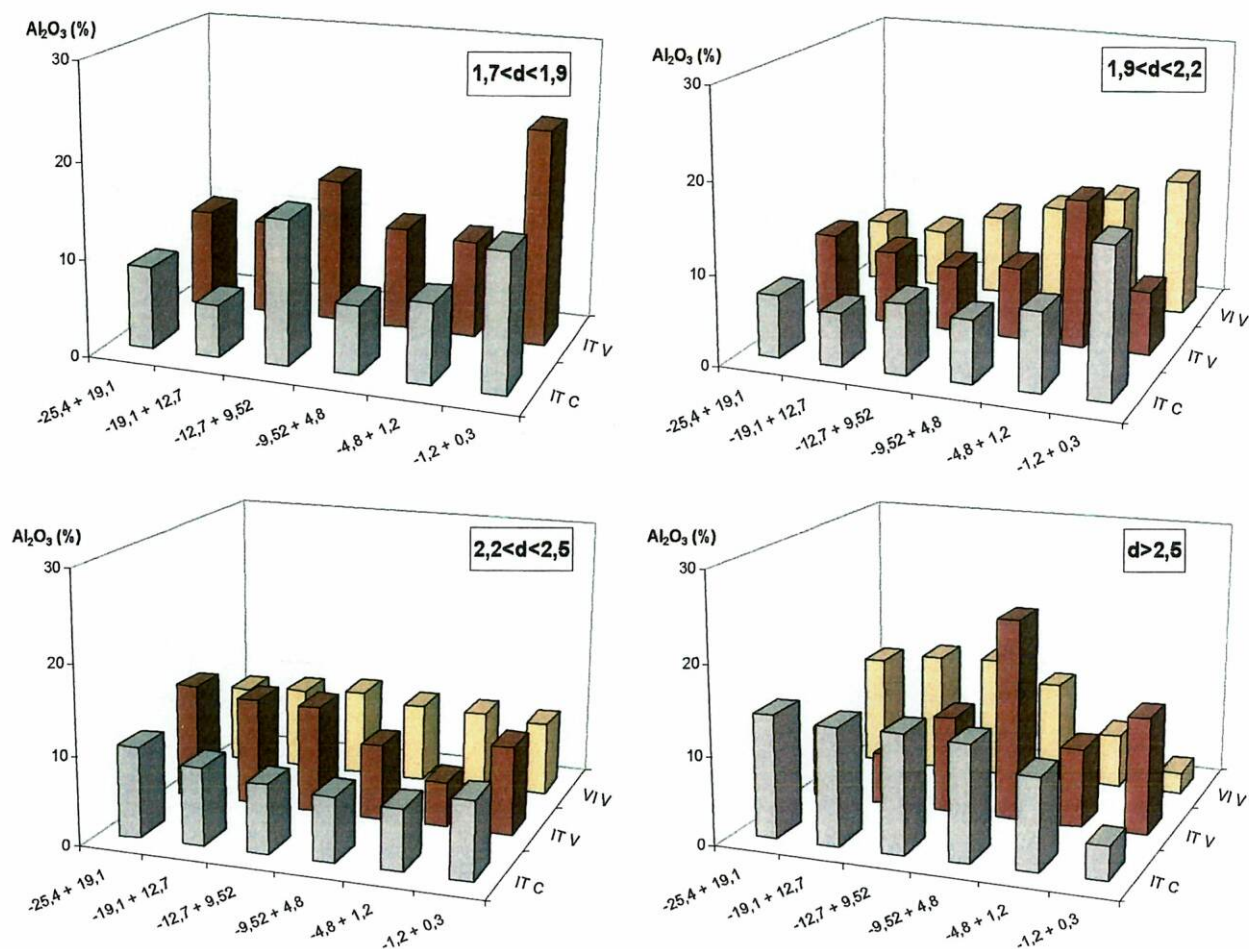 Al₂O₃ (%)
30
20
10
0
1,7<d<1,9
-25,4 + 19,1
-19,1 + 12,7
-12,7 + 9,52
-9,52 + 4,8
-4,8 + 1,2
-1,2 + 0,3
IT C
IT V
Al₂O₃ (%)
30
20
10
0
1,9<d<2,2
-25,4 + 19,1
-19,1 + 12,7
-12,7 + 9,52
-9,52 + 4,8
-4,8 + 1,2
-1,2 + 0,3
IT C
IT V
VI V
Al₂O₃ (%)
30
20
10
0
2,2<d<2,5
-25,4 + 19,1
-19,1 + 12,7
-12,7 + 9,52
-9,52 + 4,8
-4,8 + 1,2
-1,2 + 0,3
IT C
IT V
VI V
Al₂O₃ (%)
30
20
10
0
d>2,5
-25,4 + 19,1
-19,1 + 12,7
-12,7 + 9,52
-9,52 + 4,8
-4,8 + 1,2
-1,2 + 0,3
IT C
IT V
VI V